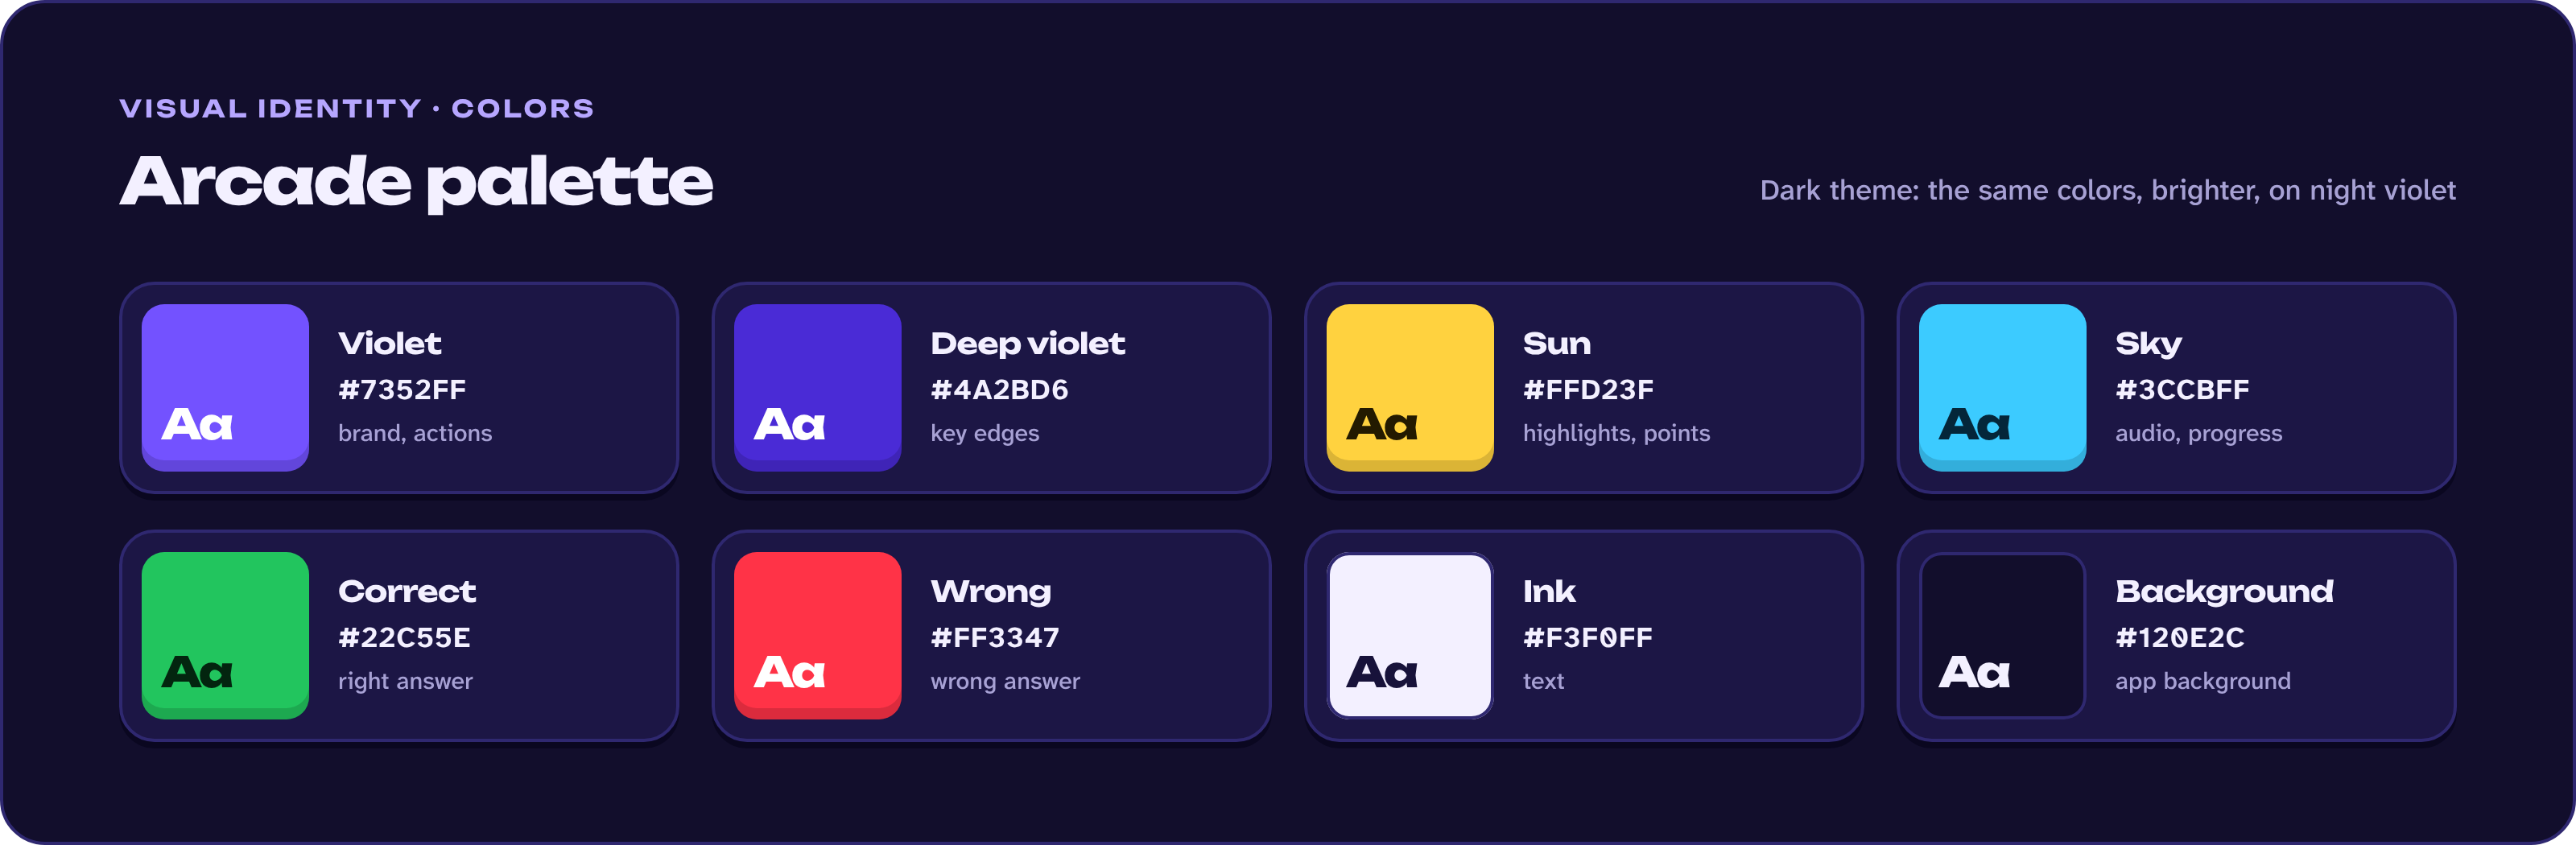 VISUAL IDENTITY · COLORS
Arcade palette
Dark theme: the same colors, brighter, on night violet
Aa
Violet
#7352FF
brand, actions
Aa
Deep violet
#4A2BD6
key edges
Aa
Sun
#FFD23F
highlights, points
Aa
Sky
#3CCBFF
audio, progress
Aa
Correct
#22C55E
right answer
Aa
Wrong
#FF3347
wrong answer
Aa
Ink
#F3F0FF
text
Aa
Background
#120E2C
app background